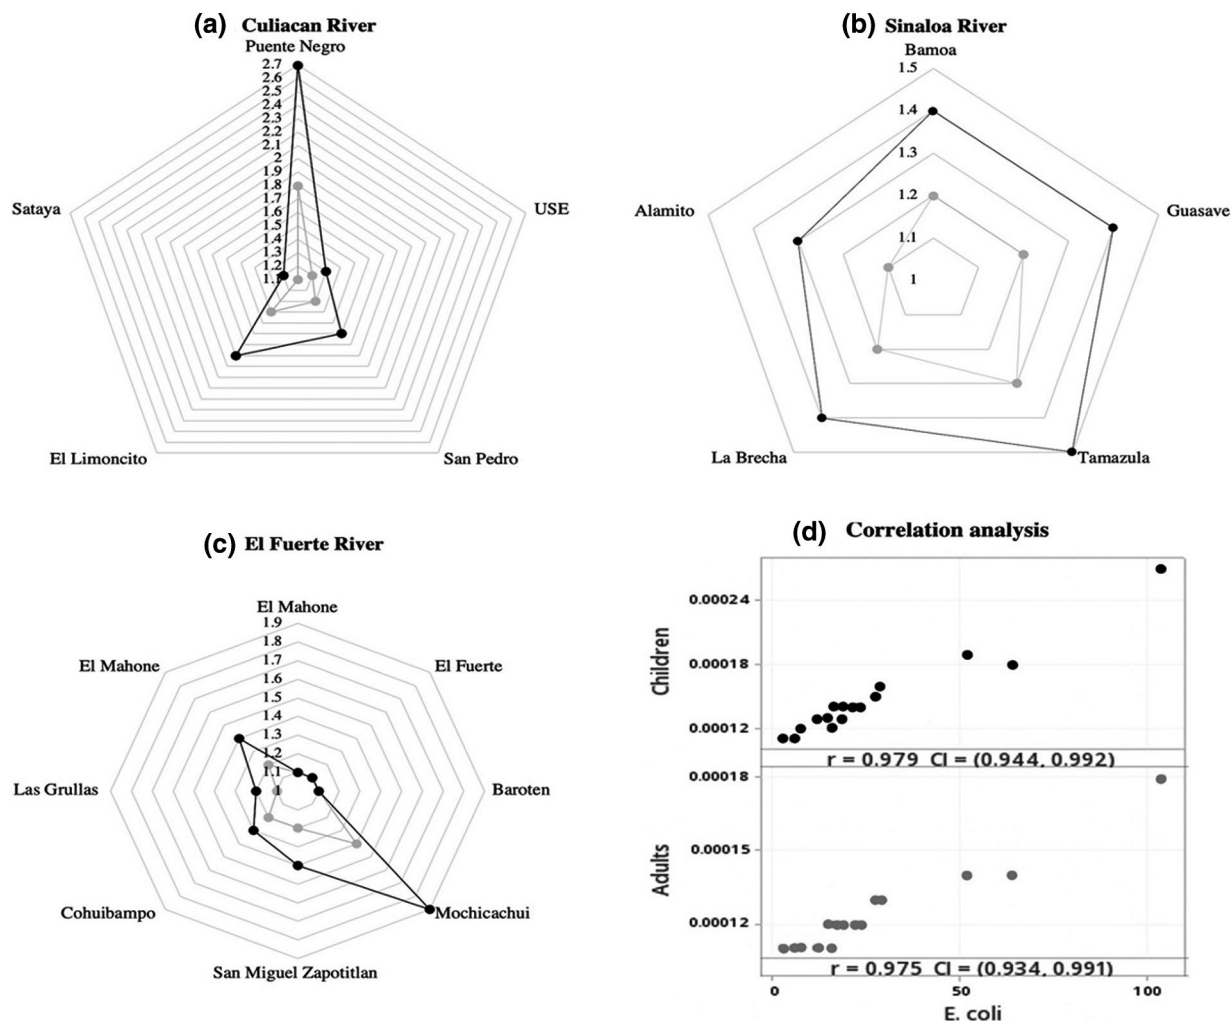 (a) Culiacan River
Puente Negro
2.7
2.6
2.5
2.4
2.3
2.2
2.1
2
1.9
1.8
1.7
1.6
1.5
1.4
1.3
1.2
1.1
USE
San Pedro
El Limoncito
Sataya
(b) Sinaloa River
Bamoa
1.5
1.4
1.3
1.2
1.1
1
Guasave
Tamazula
La Brecha
Alamito
(c) El Fuerte River
El Mahone
1.9
1.8
1.7
1.6
1.5
1.4
1.3
1.2
1.1
1
El Fuerte
Baroten
Mochicachui
San Miguel Zapotitlan
Cohuibampo
Las Grullas
El Mahone
(d) Correlation analysis
Children
0.00024
0.00018
0.00012
r = 0.979 CI = (0.944, 0.992)
Adults
0.00018
0.00015
0.00012
r = 0.975 CI = (0.934, 0.991)
0 50 100
E. coli